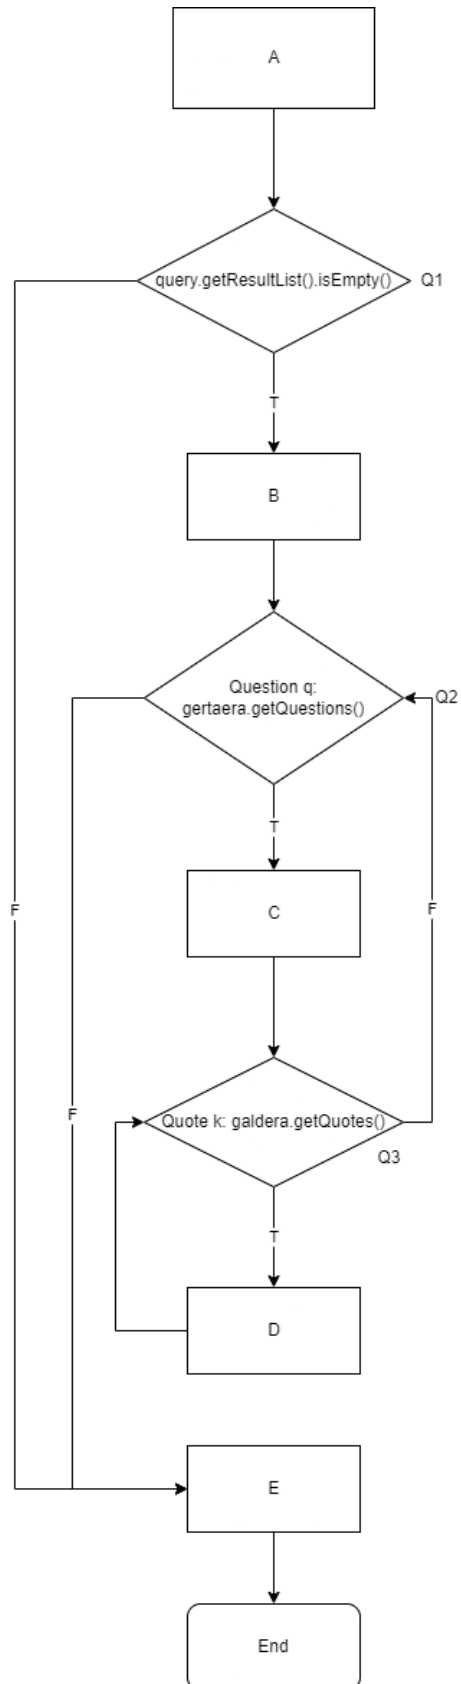 A
query.getResultList().isEmpty()
Q1
T
B
Question q:
gertaera.getQuestions()
Q2
T
C
F
F
Quote k: galdera.getQuotes()
F
Q3
T
D
E
End